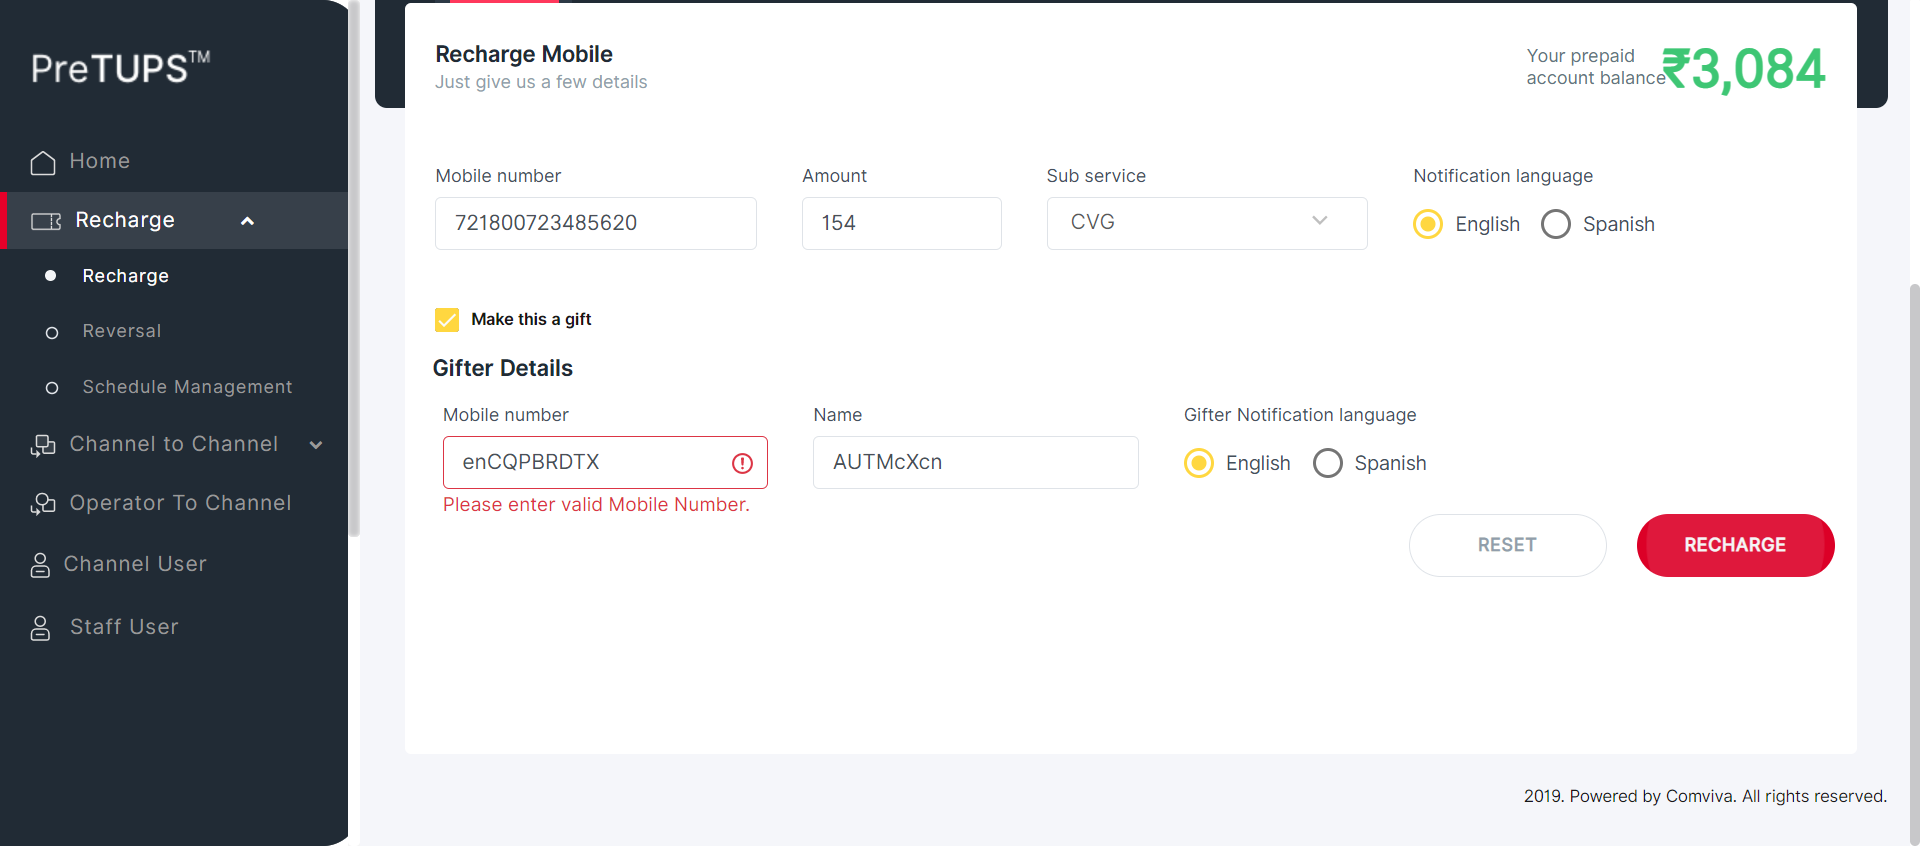 PreTUPS™
Home
Recharge
Recharge
Reversal
Schedule Management
Channel to Channel
Operator To Channel
Channel User
Staff User
Recharge Mobile
Just give us a few details
Your prepaid
account balance ₹3,084
Mobile number Amount Sub service Notification language
721800723485620 154 CVG English Spanish
Make this a gift
Gifter Details
Mobile number Name Gifter Notification language
enCQPBRDTX AUTMcXcn English Spanish
Please enter valid Mobile Number.
RESET RECHARGE
2019. Powered by Comviva. All rights reserved.